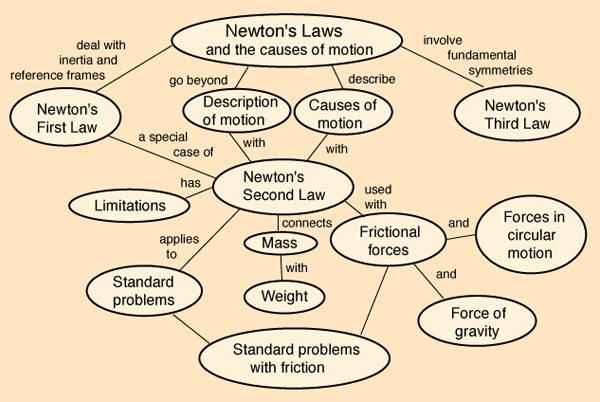 Newton's Laws
and the causes of motion
deal with
inertia and
reference frames
involve
fundamental
symmetries
go beyond
describe
Newton's
First Law
Description
of motion
Causes of
motion
Newton's
Third Law
a special
case of
with
with
has
Limitations
Newton's
Second Law
used
with
connects
applies
to
Mass
Frictional
forces
and
Forces in
circular
motion
with
and
Standard
problems
Weight
Force of
gravity
Standard problems
with friction